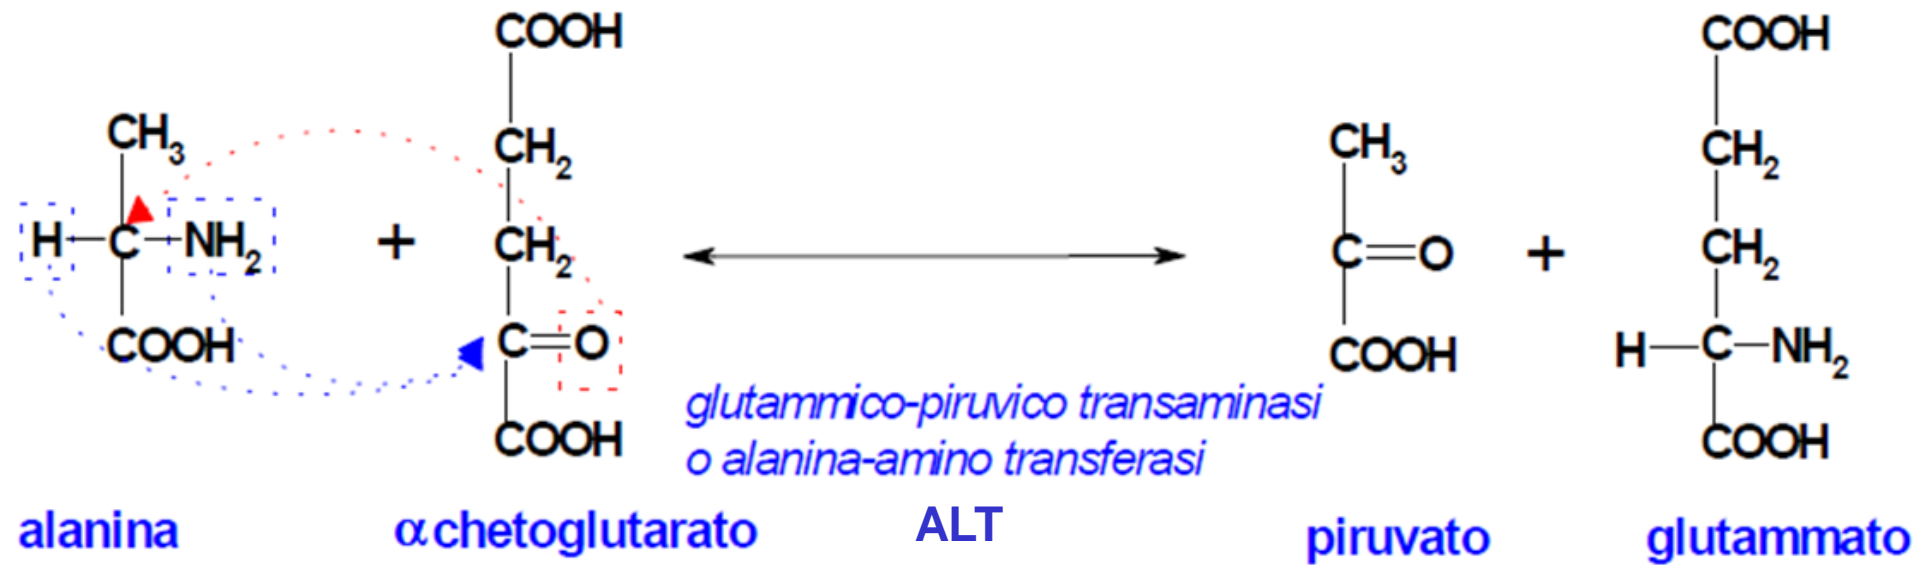 COOH
CH3
CH2
H C NH2
+
CH2
COOH
C O
COOH
glutammico-piruvico transaminasi
o alanina-amino transferasi
ALT
alanina
α chetoglutarato
CH3
C O
COOH
+
COOH
CH2
CH2
H C NH2
COOH
piruvato
glutammato